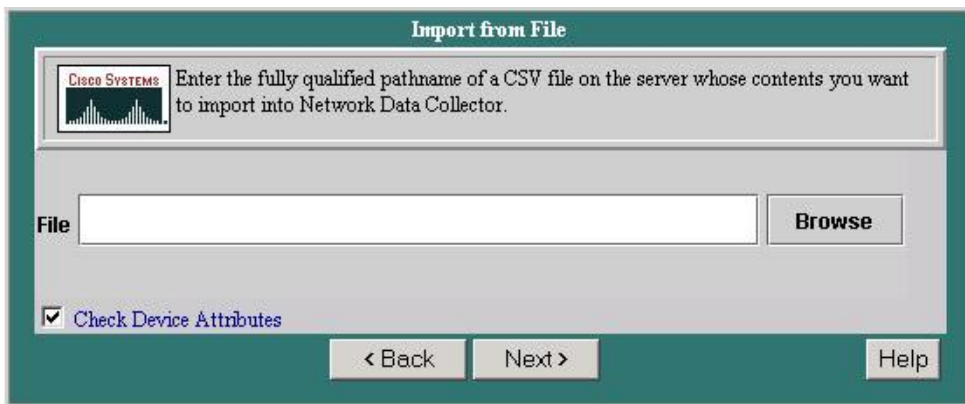 Import from File
CISCO SYSTEMS
Enter the fully qualified pathname of a CSV file on the server whose contents you want
to import into Network Data Collector.
File
Browse
Check Device Attributes
< Back
Next >
Help